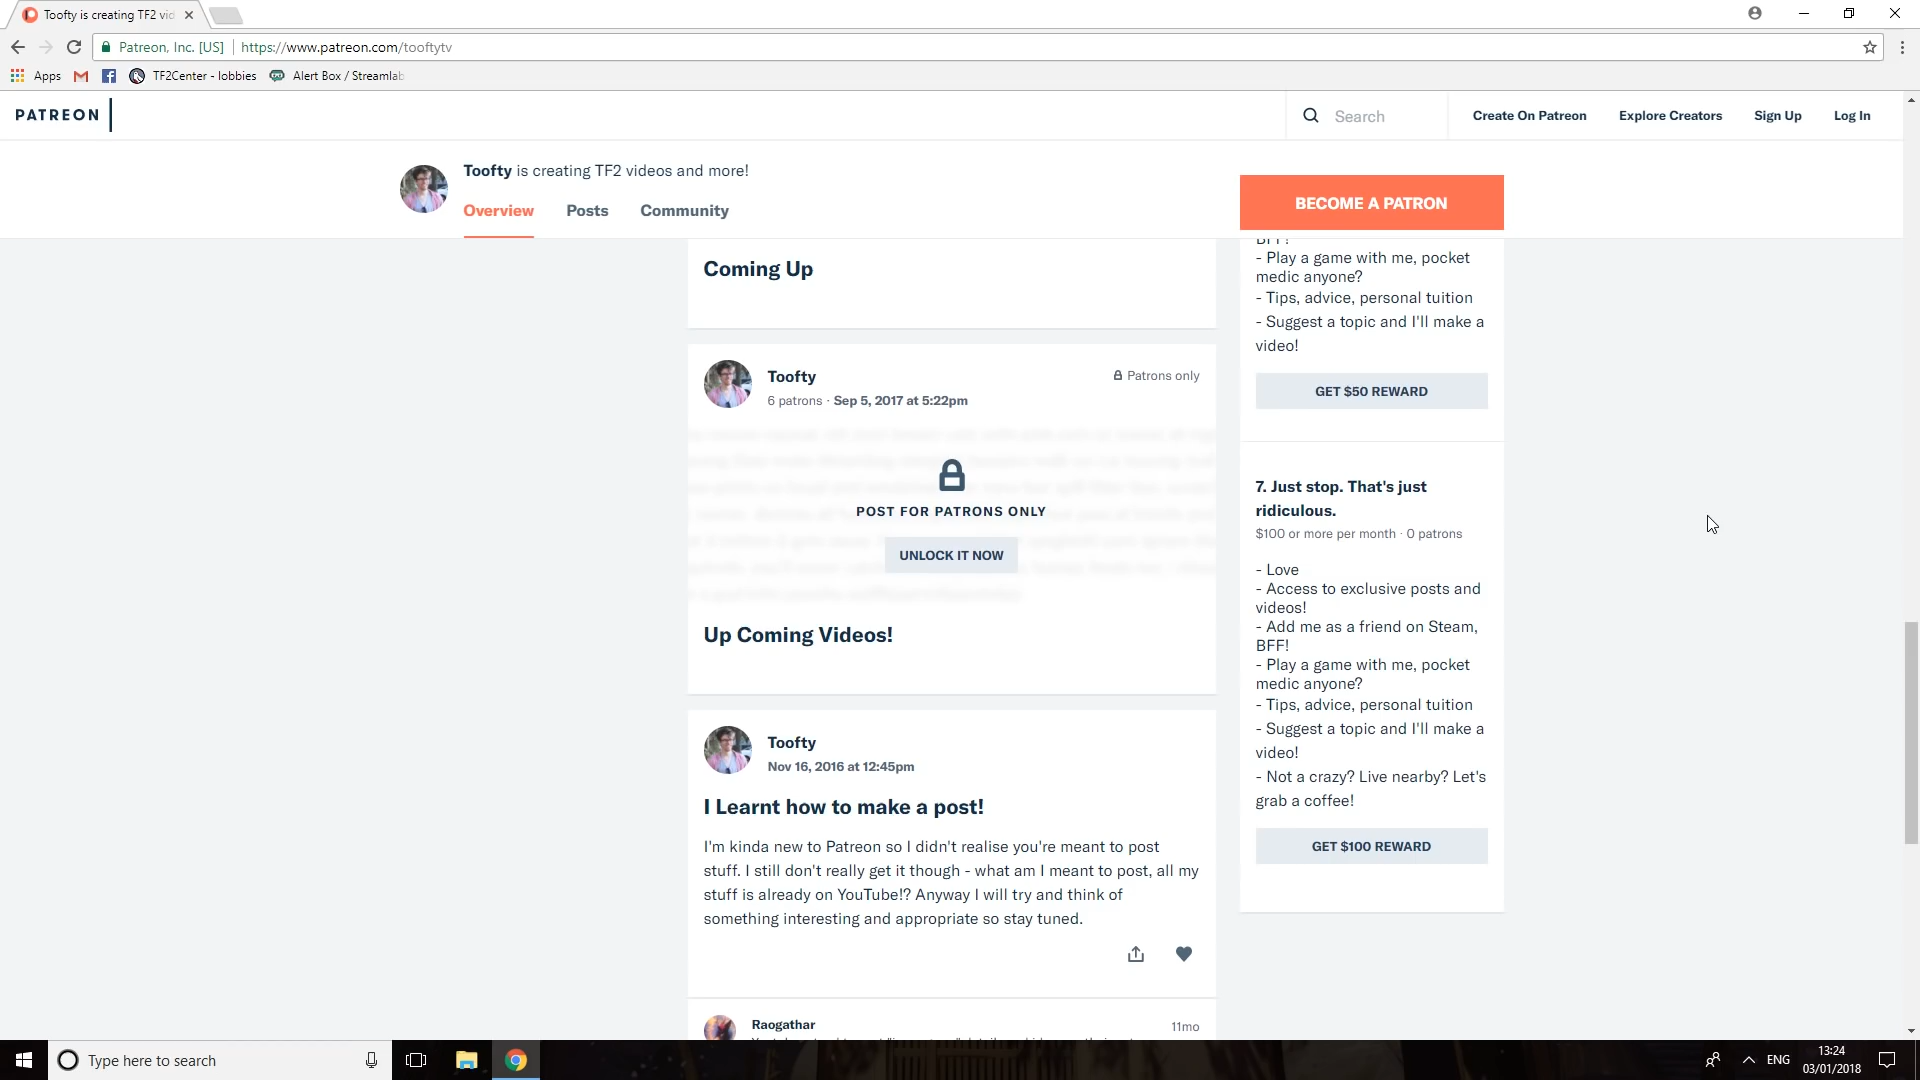 Toofty is creating TF2 vid
Patreon, Inc. [US]
https://www.patreon.com/tooftytv
Apps
TF2Center - lobbies
Alert Box / Streamlab
PATREON
Search
Create On Patreon
Explore Creators
Sign Up
Log In
Toofty is creating TF2 videos and more!
Overview
Posts
Community
BECOME A PATRON
Coming Up
Toofty
6 patrons · Sep 5, 2017 at 5:22pm
Patrons only
POST FOR PATRONS ONLY
UNLOCK IT NOW
Up Coming Videos!
Toofty
Nov 16, 2016 at 12:45pm
I Learnt how to make a post!
I'm kinda new to Patreon so I didn't realise you're meant to post
stuff. I still don't really get it though - what am I meant to post, all my
stuff is already on YouTube!? Anyway I will try and think of
something interesting and appropriate so stay tuned.
Raogathar
11mo
BFF!
- Play a game with me, pocket
medic anyone?
- Tips, advice, personal tuition
- Suggest a topic and I'll make a
video!
GET $50 REWARD
7. Just stop. That's just
ridiculous.
$100 or more per month · 0 patrons
- Love
- Access to exclusive posts and
videos!
- Add me as a friend on Steam,
BFF!
- Play a game with me, pocket
medic anyone?
- Tips, advice, personal tuition
- Suggest a topic and I'll make a
video!
- Not a crazy? Live nearby? Let's
grab a coffee!
GET $100 REWARD
Type here to search
ENG
13:24
03/01/2018